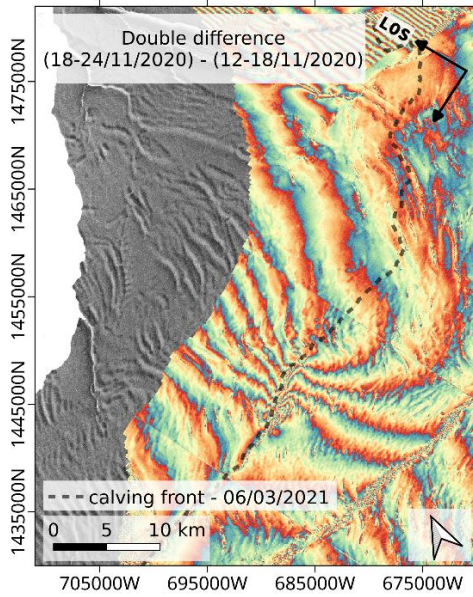 Double difference
(18-24/11/2020) - (12-18/11/2020)
LoS
1475000N
1465000N
1455000N
1445000N
1435000N
calving front - 06/03/2021
0 5 10 km
705000W 695000W 685000W 675000W